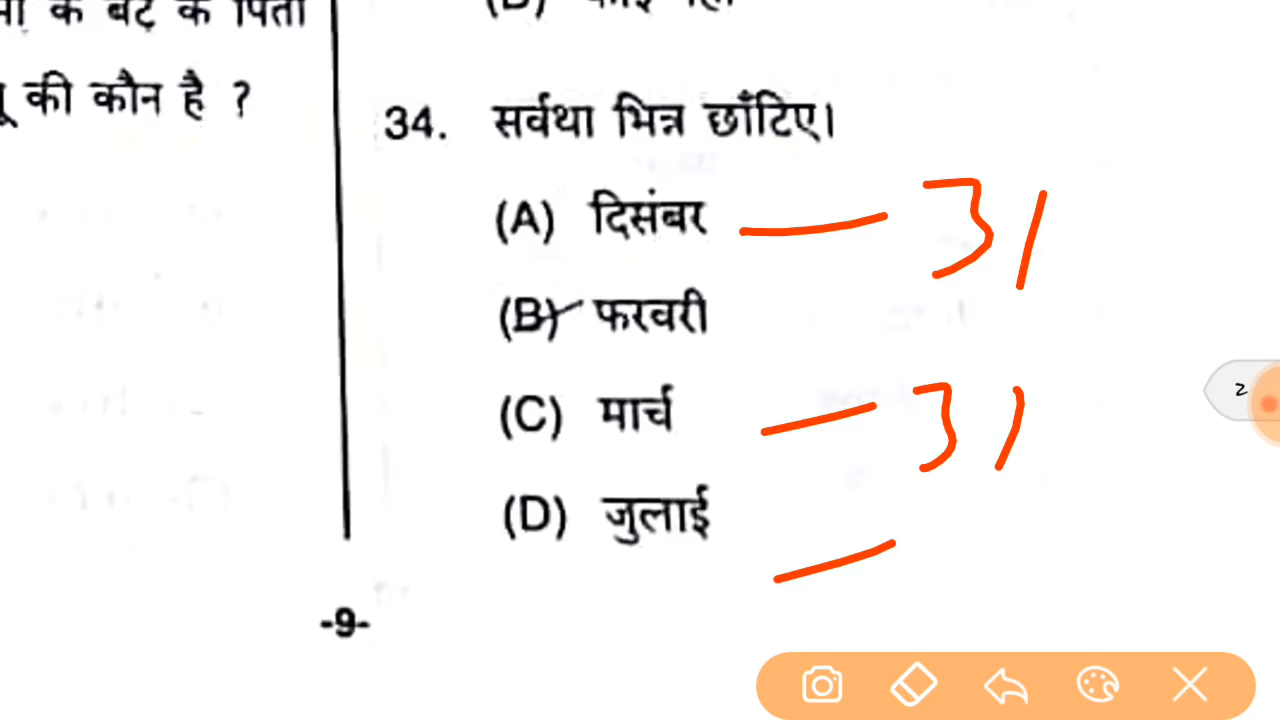 के बेटे के पिता
की कौन है ?
34. सर्वथा भिन्न छाँटिए।
(A) दिसंबर — 31
(B) फरवरी
(C) मार्च — 31
(D) जुलाई —
-9-
2